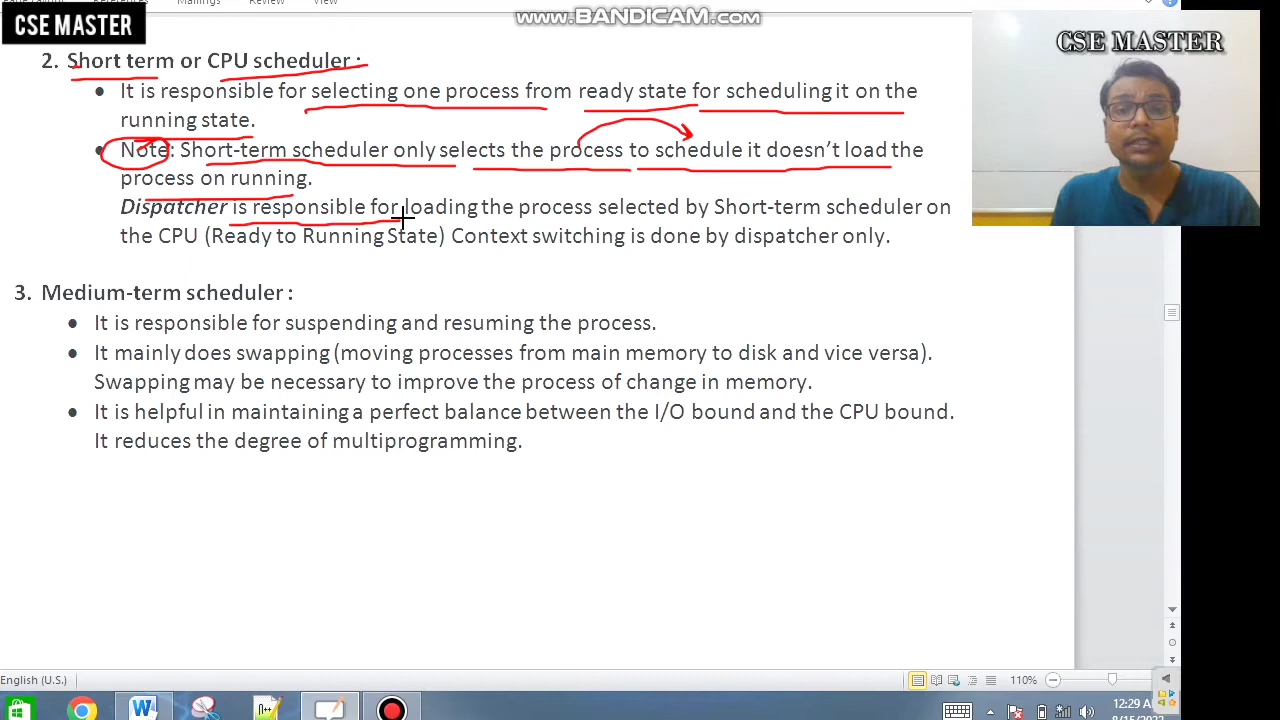 Mailings Review View
WWW.BANDICAM.COM
CSE MASTER
CSE MASTER
2. Short term or CPU scheduler :
• It is responsible for selecting one process from ready state for scheduling it on the
running state.
• Note: Short-term scheduler only selects the process to schedule it doesn’t load the
process on running.
Dispatcher is responsible for loading the process selected by Short-term scheduler on
the CPU (Ready to Running State) Context switching is done by dispatcher only.
3. Medium-term scheduler :
• It is responsible for suspending and resuming the process.
• It mainly does swapping (moving processes from main memory to disk and vice versa).
Swapping may be necessary to improve the process of change in memory.
• It is helpful in maintaining a perfect balance between the I/O bound and the CPU bound.
It reduces the degree of multiprogramming.
English (U.S.)
110%
12:29